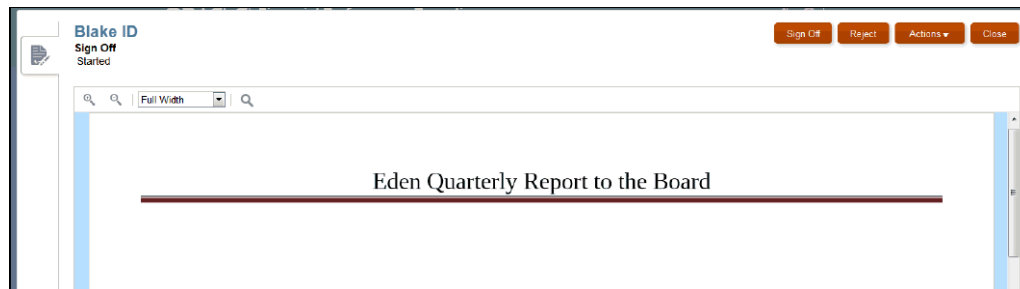 Blake ID
Sign Off
Started
Sign Off Reject Actions Close
Full Width
Eden Quarterly Report to the Board